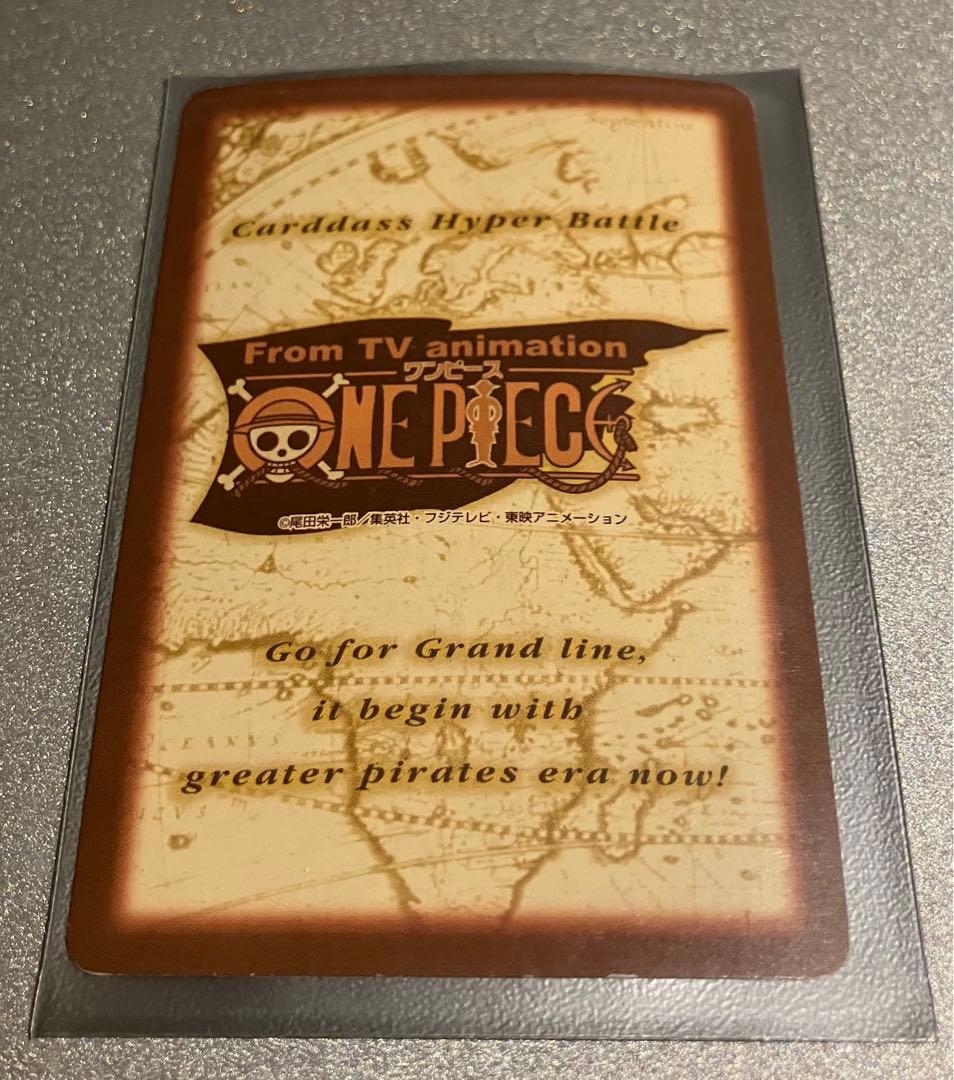 Septentrio
Carddass Hyper Battle
From TV animation
ワンピース
ONE PIECE
©尾田栄一郎/集英社・フジテレビ・東映アニメーション
Go for Grand line,
it begin with
greater pirates era now!